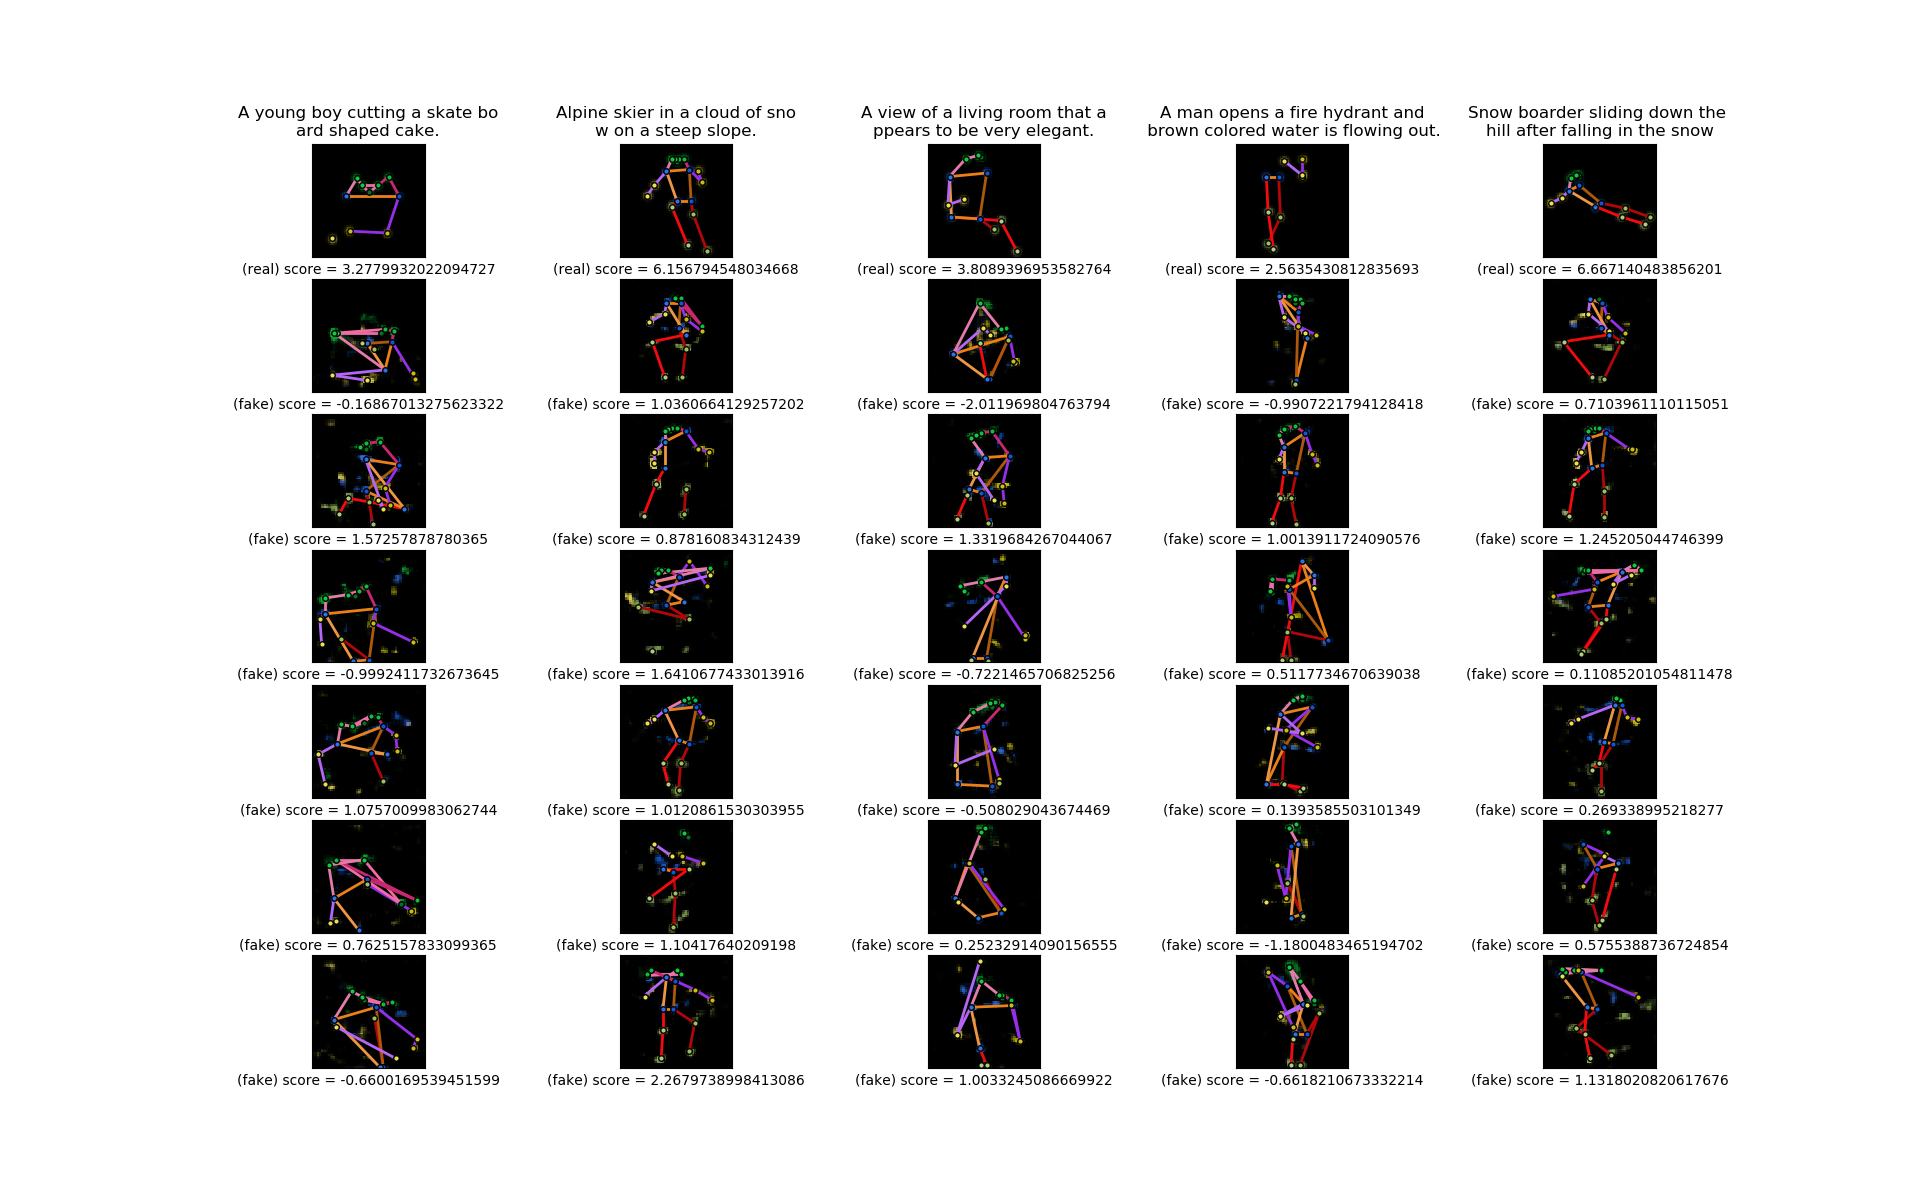 A young boy cutting a skate bo
ard shaped cake.
Alpine skier in a cloud of sno
w on a steep slope.
A view of a living room that a
ppears to be very elegant.
A man opens a fire hydrant and
brown colored water is flowing out.
Snow boarder sliding down the
hill after falling in the snow
(real) score = 3.2779932022094727
(real) score = 6.156794548034668
(real) score = 3.8089396953582764
(real) score = 2.5635430812835693
(real) score = 6.667140483856201
(fake) score = -0.16867013275623322
(fake) score = 1.0360664129257202
(fake) score = -2.011969804763794
(fake) score = -0.9907221794128418
(fake) score = 0.7103961110115051
(fake) score = 1.57257878780365
(fake) score = 0.878160834312439
(fake) score = 1.3319684267044067
(fake) score = 1.0013911724090576
(fake) score = 1.245205044746399
(fake) score = -0.9992411732673645
(fake) score = 1.6410677433013916
(fake) score = -0.7221465706825256
(fake) score = 0.5117734670639038
(fake) score = 0.11085201054811478
(fake) score = 1.0757009983062744
(fake) score = 1.0120861530303955
(fake) score = -0.508029043674469
(fake) score = 0.1393585503101349
(fake) score = 0.269338995218277
(fake) score = 0.7625157833099365
(fake) score = 1.10417640209198
(fake) score = 0.25232914090156555
(fake) score = -1.1800483465194702
(fake) score = 0.5755388736724854
(fake) score = -0.6600169539451599
(fake) score = 2.2679738998413086
(fake) score = 1.0033245086669922
(fake) score = -0.6618210673332214
(fake) score = 1.1318020820617676